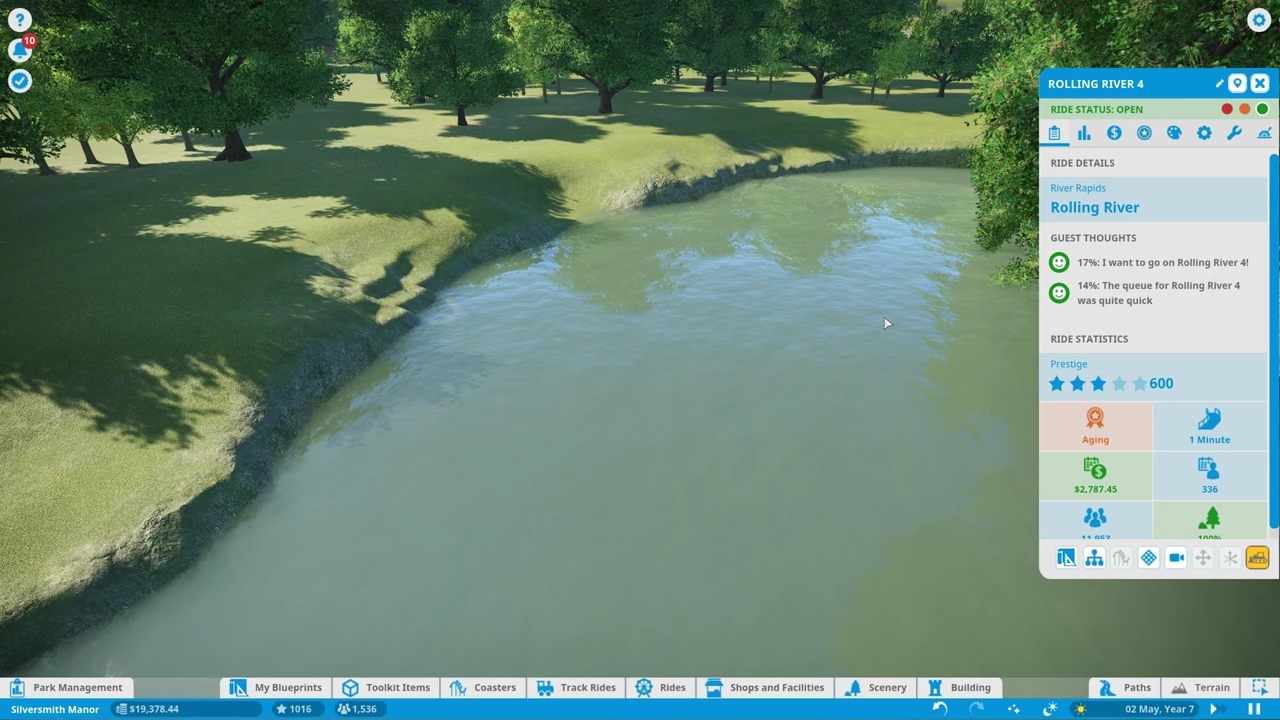 10
ROLLING RIVER 4
RIDE STATUS: OPEN
RIDE DETAILS
River Rapids
Rolling River
GUEST THOUGHTS
17%: I want to go on Rolling River 4!
14%: The queue for Rolling River 4
was quite quick
RIDE STATISTICS
Prestige
600
Aging
1 Minute
$2,787.45
336
11,953
100%
Park Management
My Blueprints
Toolkit Items
Coasters
Track Rides
Rides
Shops and Facilities
Scenery
Building
Paths
Terrain
Silversmith Manor
$19,378.44
1016
1,536
02 May, Year 7